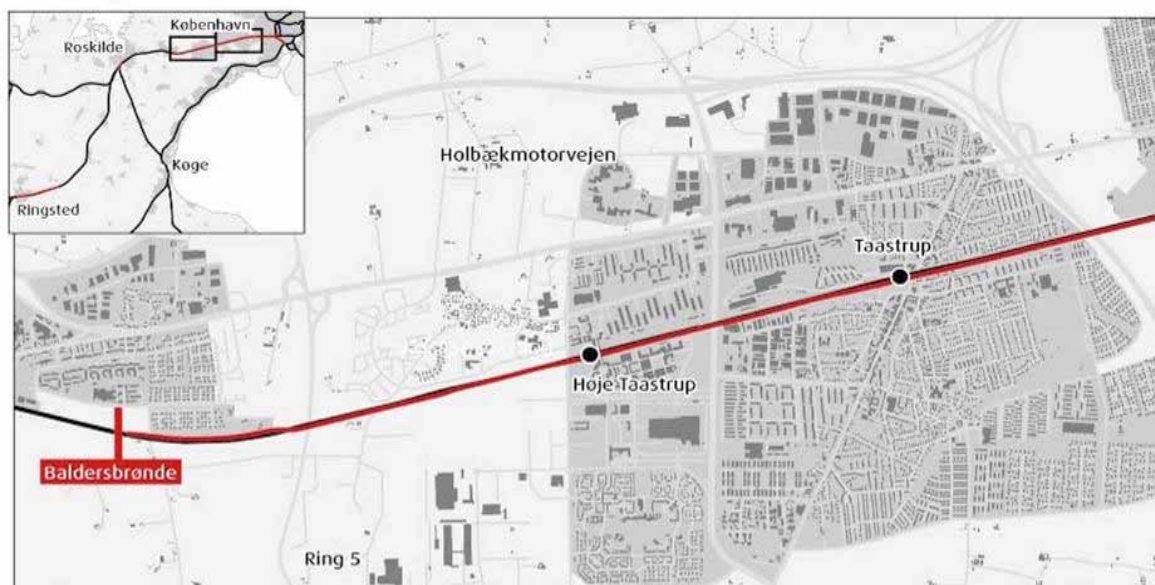 København
Roskilde
Køge
Ringsted
Holbækmotorvejen
Taastrup
Høje Taastrup
Baldersbrønde
Ring 5